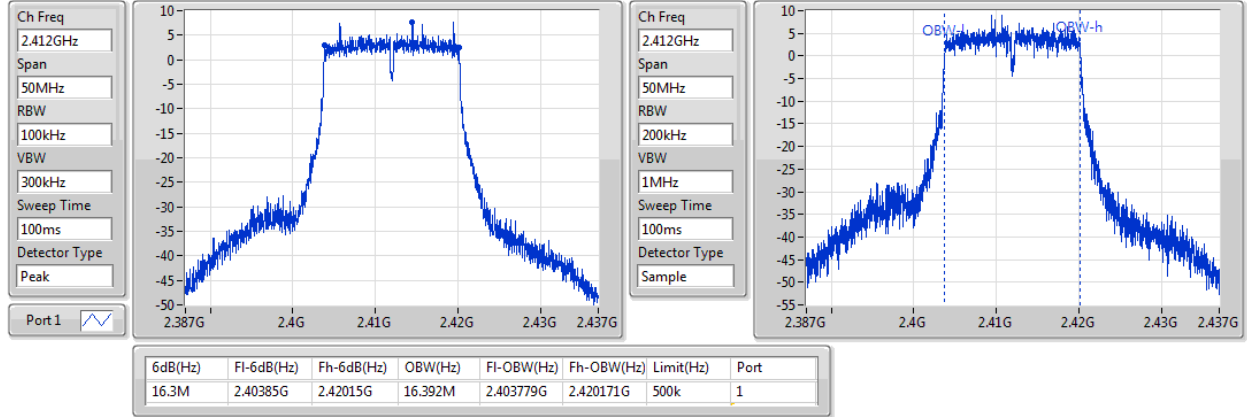 Ch Freq
2.412GHz
Span
50MHz
RBW
100kHz
VBW
300kHz
Sweep Time
100ms
Detector Type
Peak
Port 1
10-
5-
0-
-5-
-10-
-15-
-20-
-25-
-30-
-35-
-40-
-45-
-50-
2.387G 2.4G 2.41G 2.42G 2.43G 2.437G
Ch Freq
2.412GHz
Span
50MHz
RBW
200kHz
VBW
1MHz
Sweep Time
100ms
Detector Type
Sample
10-
5-
0-
-5-
-10-
-15-
-20-
-25-
-30-
-35-
-40-
-45-
-50-
-55-
OBW-l OBW-h
2.387G 2.4G 2.41G 2.42G 2.43G 2.437G
6dB(Hz) Fl-6dB(Hz) Fh-6dB(Hz) OBW(Hz) Fl-OBW(Hz) Fh-OBW(Hz) Limit(Hz) Port
16.3M 2.40385G 2.42015G 16.392M 2.403779G 2.420171G 500k 1